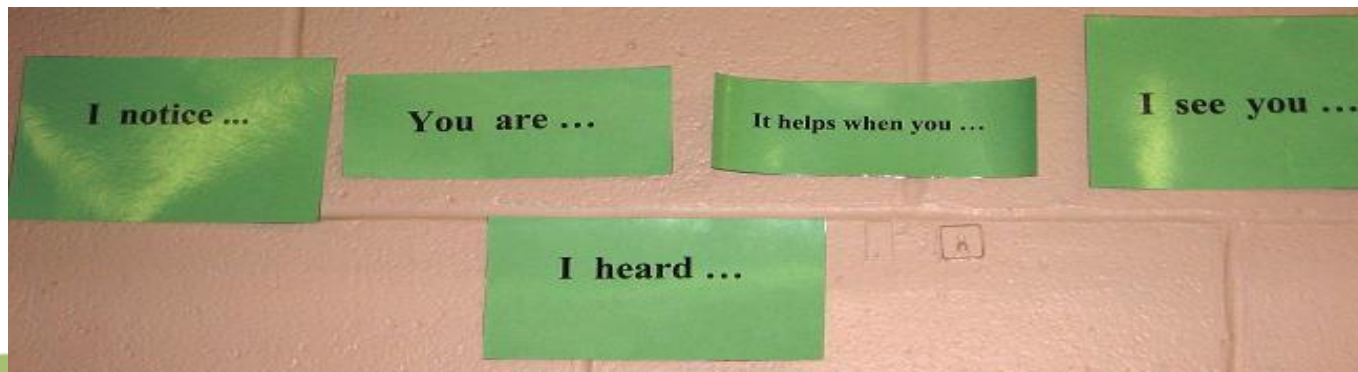 I notice ...
You are ...
It helps when you ...
I see you ...
I heard ...